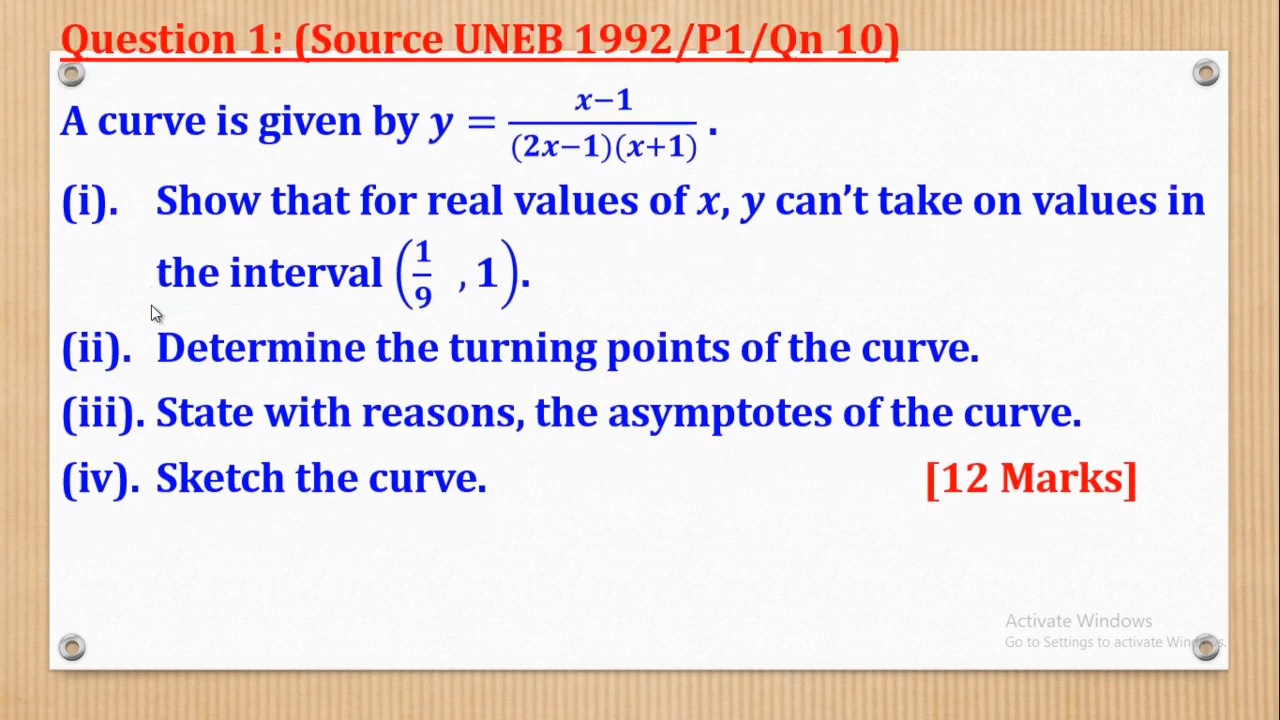 Question 1: (Source UNEB 1992/P1/Qn 10)
A curve is given by y = \frac{x−1}{(2x−1)(x+1)} .
(i). Show that for real values of x, y can’t take on values in
the interval (\frac{1}{9} , 1).
(ii). Determine the turning points of the curve.
(iii). State with reasons, the asymptotes of the curve.
(iv). Sketch the curve. [12 Marks]
Activate Windows
Go to Settings to activate Windows.